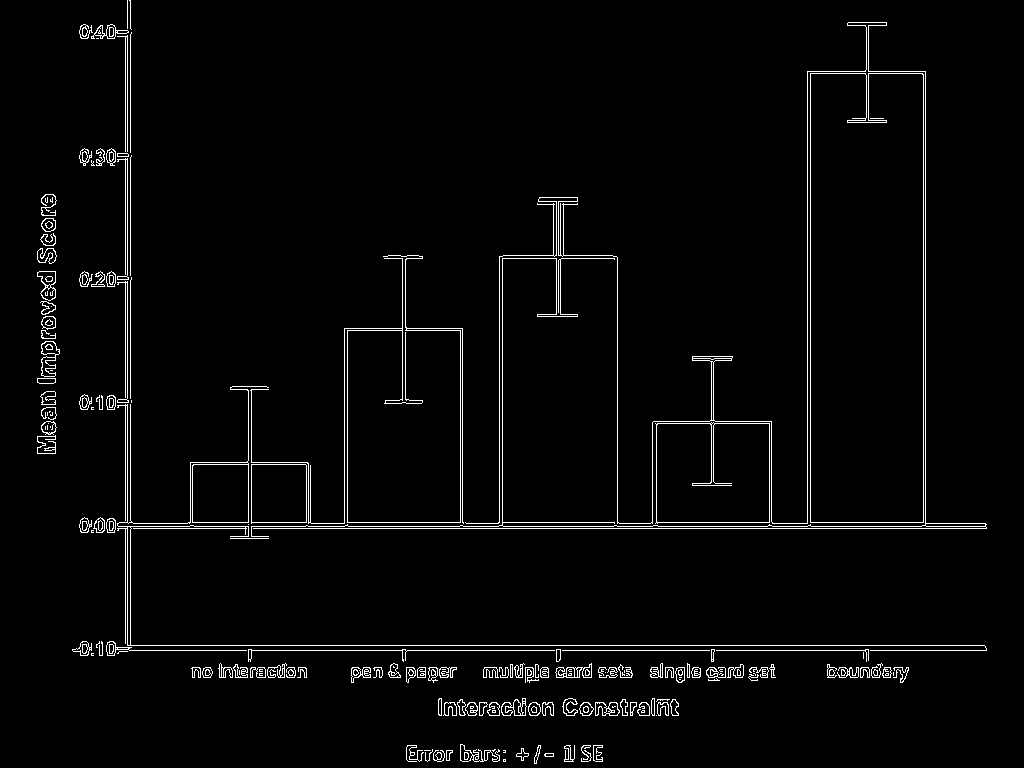 0.40
0.30
0.20
0.10
0.00
-0.10
Mean Improved Score
no interaction pen & paper multiple card sets single card set boundary
Interaction Constraint
Error bars: +/- 1 SE